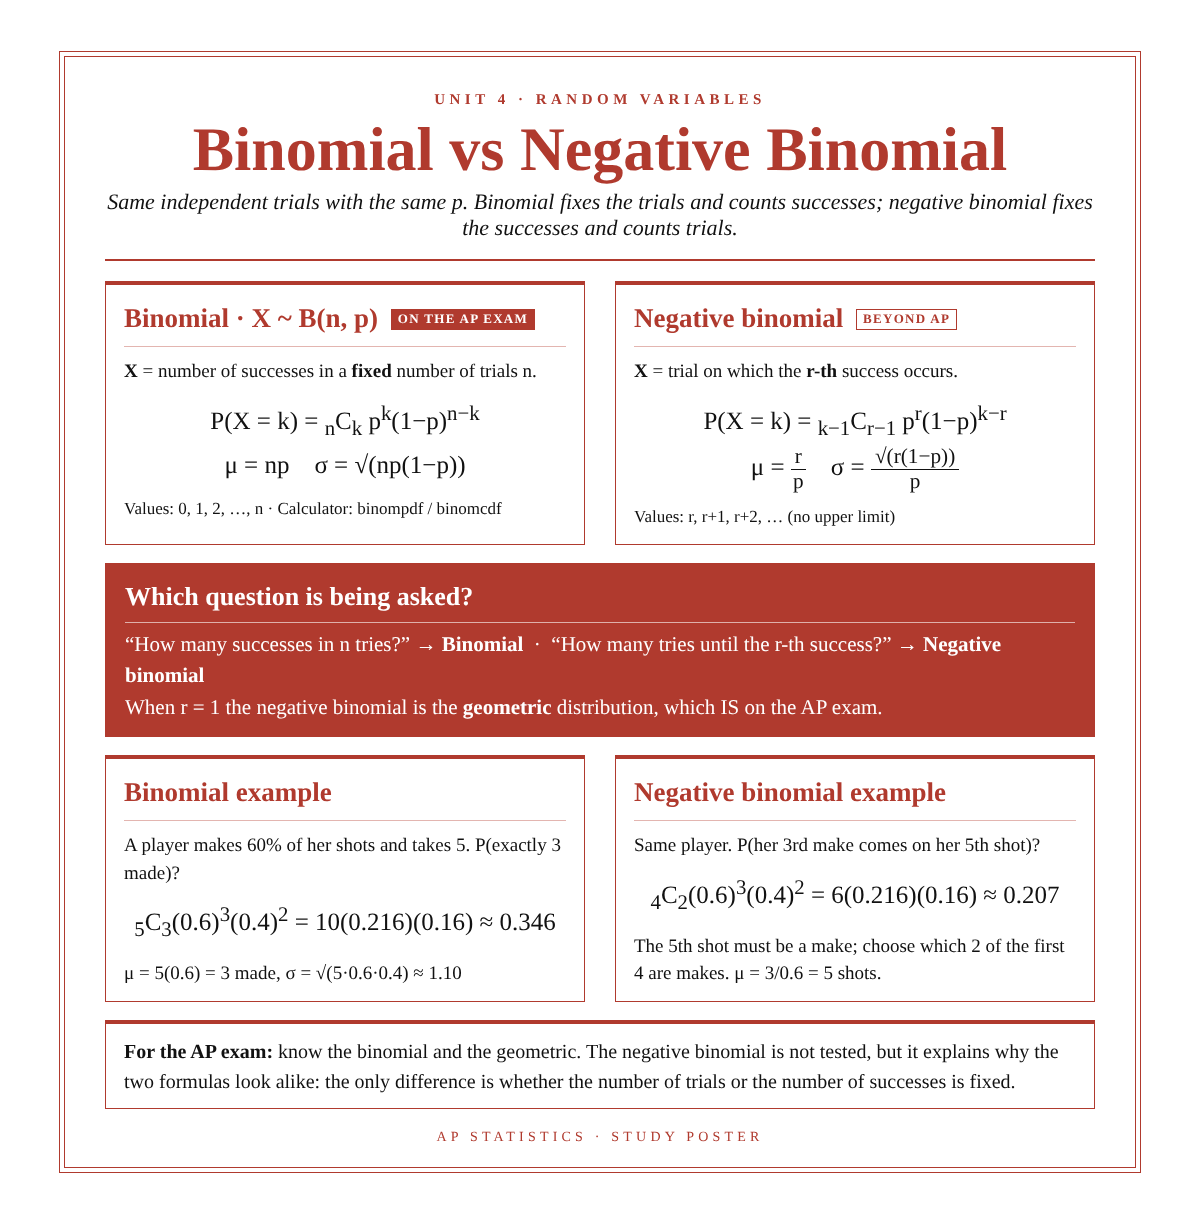 UNIT 4 · RANDOM VARIABLES
Binomial vs Negative Binomial
Same independent trials with the same p. Binomial fixes the trials and counts successes; negative binomial fixes
the successes and counts trials.
Binomial · X ~ B(n, p) ON THE AP EXAM
X = number of successes in a fixed number of trials n.
P(X = k) = ₙCₖ pᵏ(1−p)ⁿ⁻ᵏ
μ = np σ = √(np(1−p))
Values: 0, 1, 2, …, n · Calculator: binompdf / binomcdf
Negative binomial BEYOND AP
X = trial on which the r-th success occurs.
P(X = k) = ₖ₋₁Cᵣ₋₁ pʳ(1−p)ᵏ⁻ʳ
μ = r/p σ = √(r(1−p))/p
Values: r, r+1, r+2, … (no upper limit)
Which question is being asked?
“How many successes in n tries?” → Binomial · “How many tries until the r-th success?” → Negative
binomial
When r = 1 the negative binomial is the geometric distribution, which IS on the AP exam.
Binomial example
A player makes 60% of her shots and takes 5. P(exactly 3
made)?
₅C₃(0.6)³(0.4)² = 10(0.216)(0.16) ≈ 0.346
μ = 5(0.6) = 3 made, σ = √(5·0.6·0.4) ≈ 1.10
Negative binomial example
Same player. P(her 3rd make comes on her 5th shot)?
₄C₂(0.6)³(0.4)² = 6(0.216)(0.16) ≈ 0.207
The 5th shot must be a make; choose which 2 of the first
4 are makes. μ = 3/0.6 = 5 shots.
For the AP exam: know the binomial and the geometric. The negative binomial is not tested, but it explains why the
two formulas look alike: the only difference is whether the number of trials or the number of successes is fixed.
AP STATISTICS · STUDY POSTER